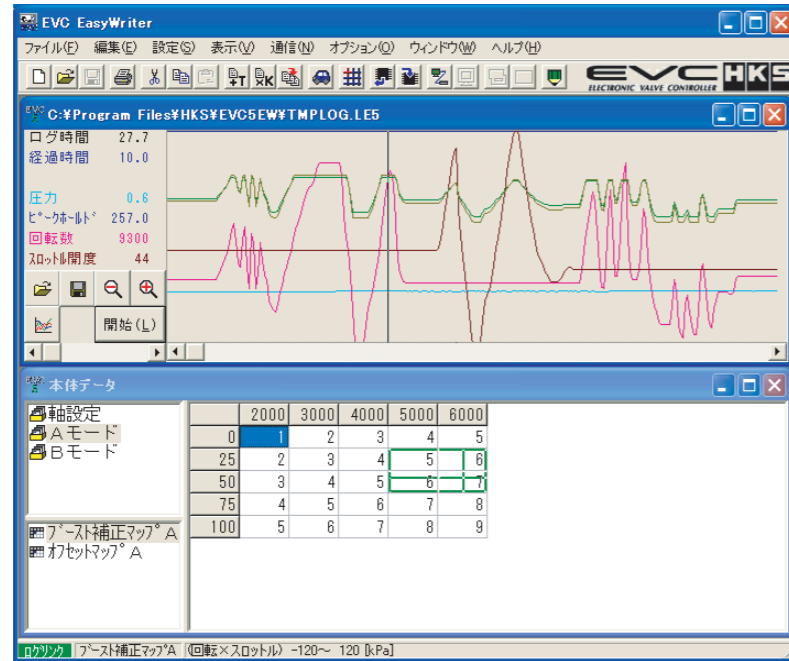 EVC EasyWriter
ファイル(F) 編集(E) 設定(S) 表示(V) 通信(N) オプション(O) ウィンドウ(W) ヘルプ(H)
EVC HKS
ELECTRONIC VALVE CONTROLLER
C:¥Program Files¥HKS¥EVC5EW¥TMPLOG.LE5
ログ時間 27.7
経過時間 10.0
圧力 0.6
ピークホールド 257.0
回転数 9300
スロットル開度 44
開始(L)
本体データ
軸設定
Aモード
Bモード
ブースト補正マップA
オフセットマップA
2000 3000 4000 5000 6000
0 1 2 3 4 5
25 2 3 4 5 6
50 3 4 5 6 7
75 4 5 6 7 8
100 5 6 7 8 9
ログリンク ブースト補正マップA (回転×スロットル) -120～ 120 [kPa]